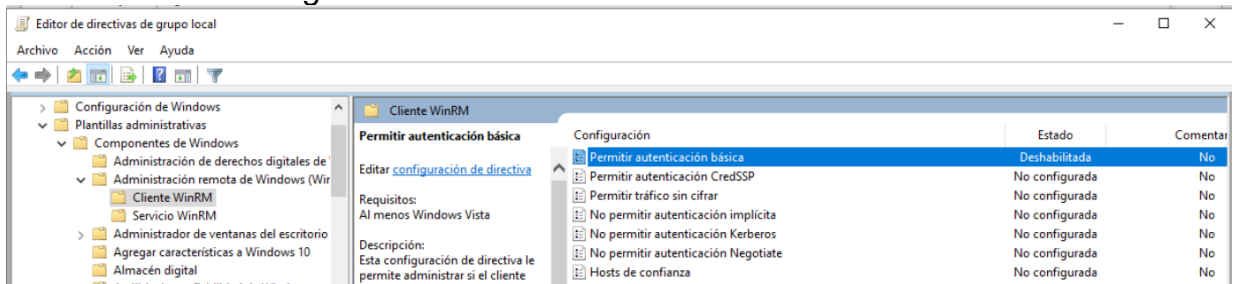 Editor de directivas de grupo local
Archivo Acción Ver Ayuda
Configuración de Windows
Plantillas administrativas
Componentes de Windows
Administración de derechos digitales de
Administración remota de Windows (Wir
Cliente WinRM
Servicio WinRM
Administrador de ventanas del escritorio
Agregar características a Windows 10
Almacén digital
Cliente WinRM
Permitir autenticación básica
Editar configuración de directiva
Requisitos:
Al menos Windows Vista
Descripción:
Esta configuración de directiva le
permite administrar si el cliente
Configuración Estado Comentar
Permitir autenticación básica Deshabilitada No
Permitir autenticación CredSSP No configurada No
Permitir tráfico sin cifrar No configurada No
No permitir autenticación implícita No configurada No
No permitir autenticación Kerberos No configurada No
No permitir autenticación Negotiate No configurada No
Hosts de confianza No configurada No